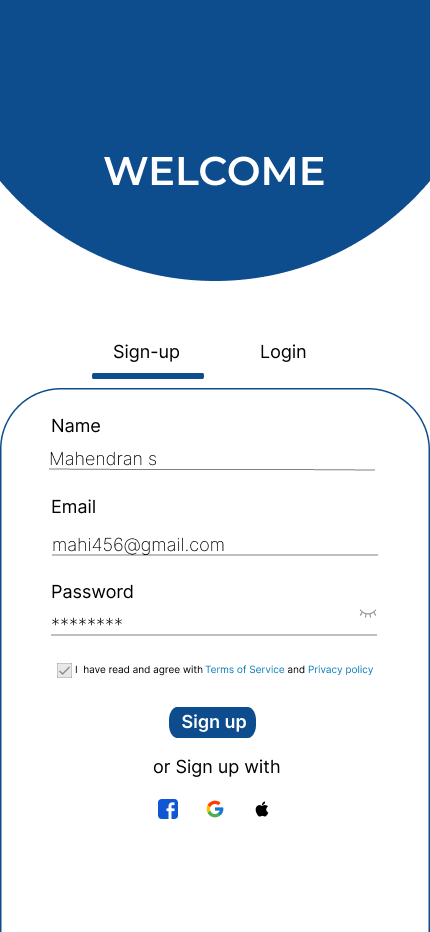 WELCOME
Sign-up Login
Name
Mahendran s
Email
mahi456@gmail.com
Password
********
I have read and agree with Terms of Service and Privacy policy
Sign up
or Sign up with